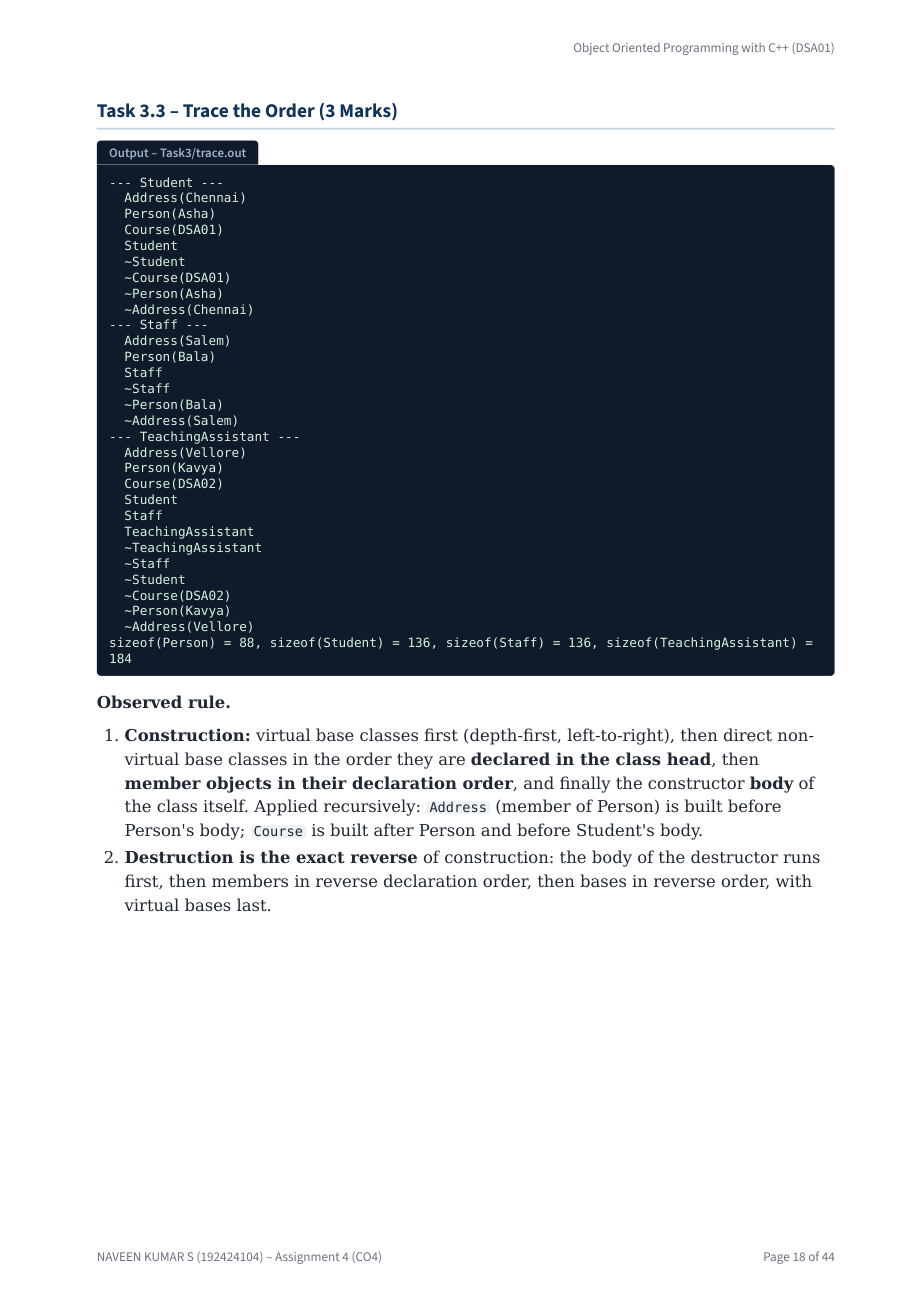 Object Oriented Programming with C++ (DSA01)
Task 3.3 – Trace the Order (3 Marks)
Output – Task3/trace.out
--- Student ---
  Address(Chennai)
  Person(Asha)
  Course(DSA01)
  Student
  ~Student
  ~Course(DSA01)
  ~Person(Asha)
  ~Address(Chennai)
--- Staff ---
  Address(Salem)
  Person(Bala)
  Staff
  ~Staff
  ~Person(Bala)
  ~Address(Salem)
--- TeachingAssistant ---
  Address(Vellore)
  Person(Kavya)
  Course(DSA02)
  Student
  Staff
  TeachingAssistant
  ~TeachingAssistant
  ~Staff
  ~Student
  ~Course(DSA02)
  ~Person(Kavya)
  ~Address(Vellore)
sizeof(Person) = 88, sizeof(Student) = 136, sizeof(Staff) = 136, sizeof(TeachingAssistant) =
184
Observed rule.
1. Construction: virtual base classes first (depth-first, left-to-right), then direct non-
virtual base classes in the order they are declared in the class head, then
member objects in their declaration order, and finally the constructor body of
the class itself. Applied recursively: Address (member of Person) is built before
Person's body; Course is built after Person and before Student's body.
2. Destruction is the exact reverse of construction: the body of the destructor runs
first, then members in reverse declaration order, then bases in reverse order, with
virtual bases last.
NAVEEN KUMAR S (192424104) – Assignment 4 (CO4)
Page 18 of 44